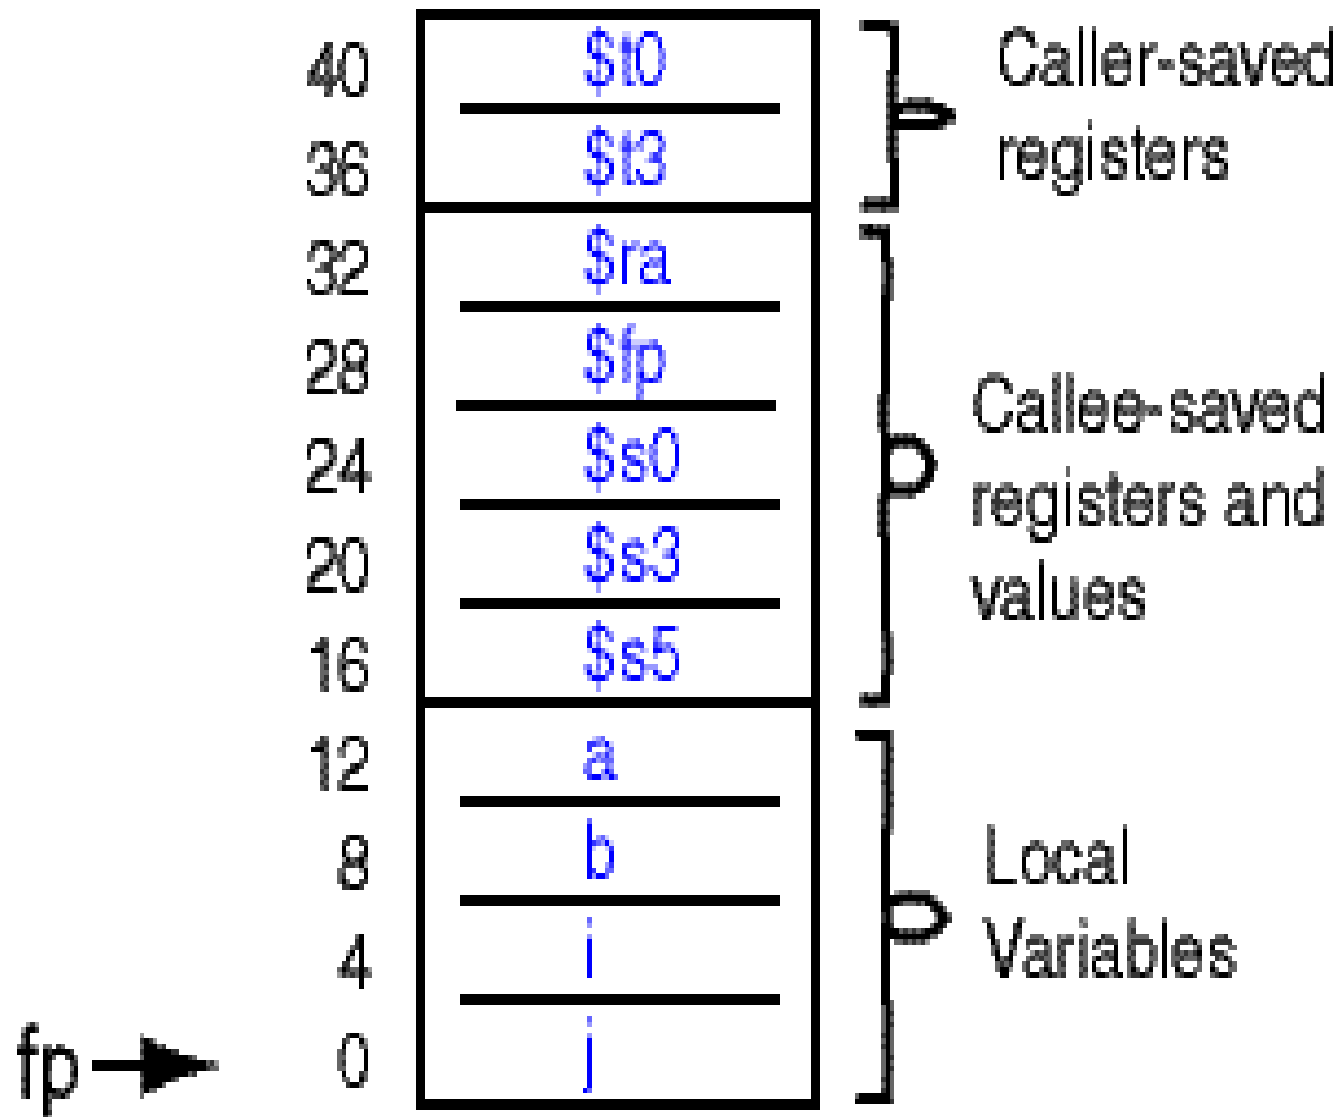 40 $t0
36 $t3
Caller-saved
registers
32 $ra
28 $fp
24 $s0
20 $s3
16 $s5
Callee-saved
registers and
values
12 a
8 b
4 i
fp 0 j
Local
Variables